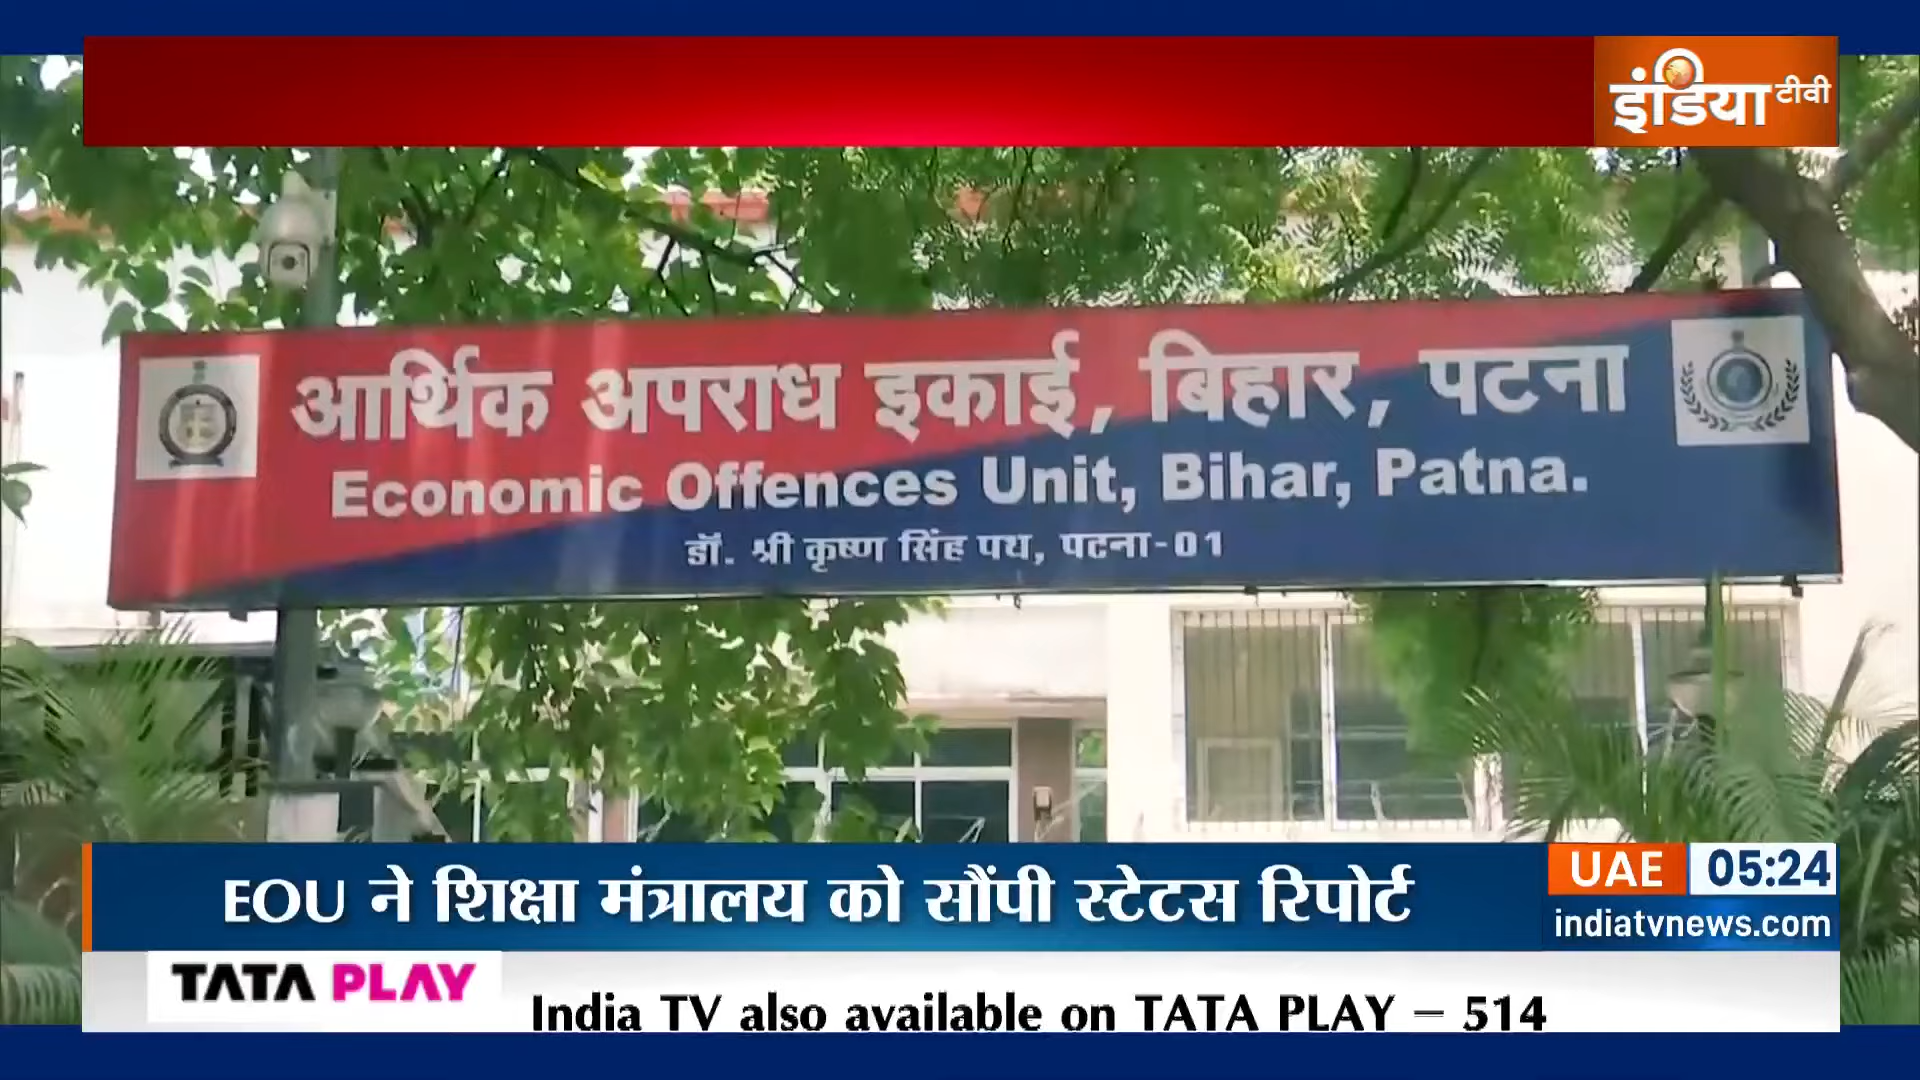 इंडिया टीवी
आर्थिक अपराध इकाई, बिहार, पटना
Economic Offences Unit, Bihar, Patna.
डॉ. श्री कृष्ण सिंह पथ, पटना-01
EOU ने शिक्षा मंत्रालय को सौंपी स्टेटस रिपोर्ट
UAE 05:24
indiatvnews.com
TATA PLAY
India TV also available on TATA PLAY – 514